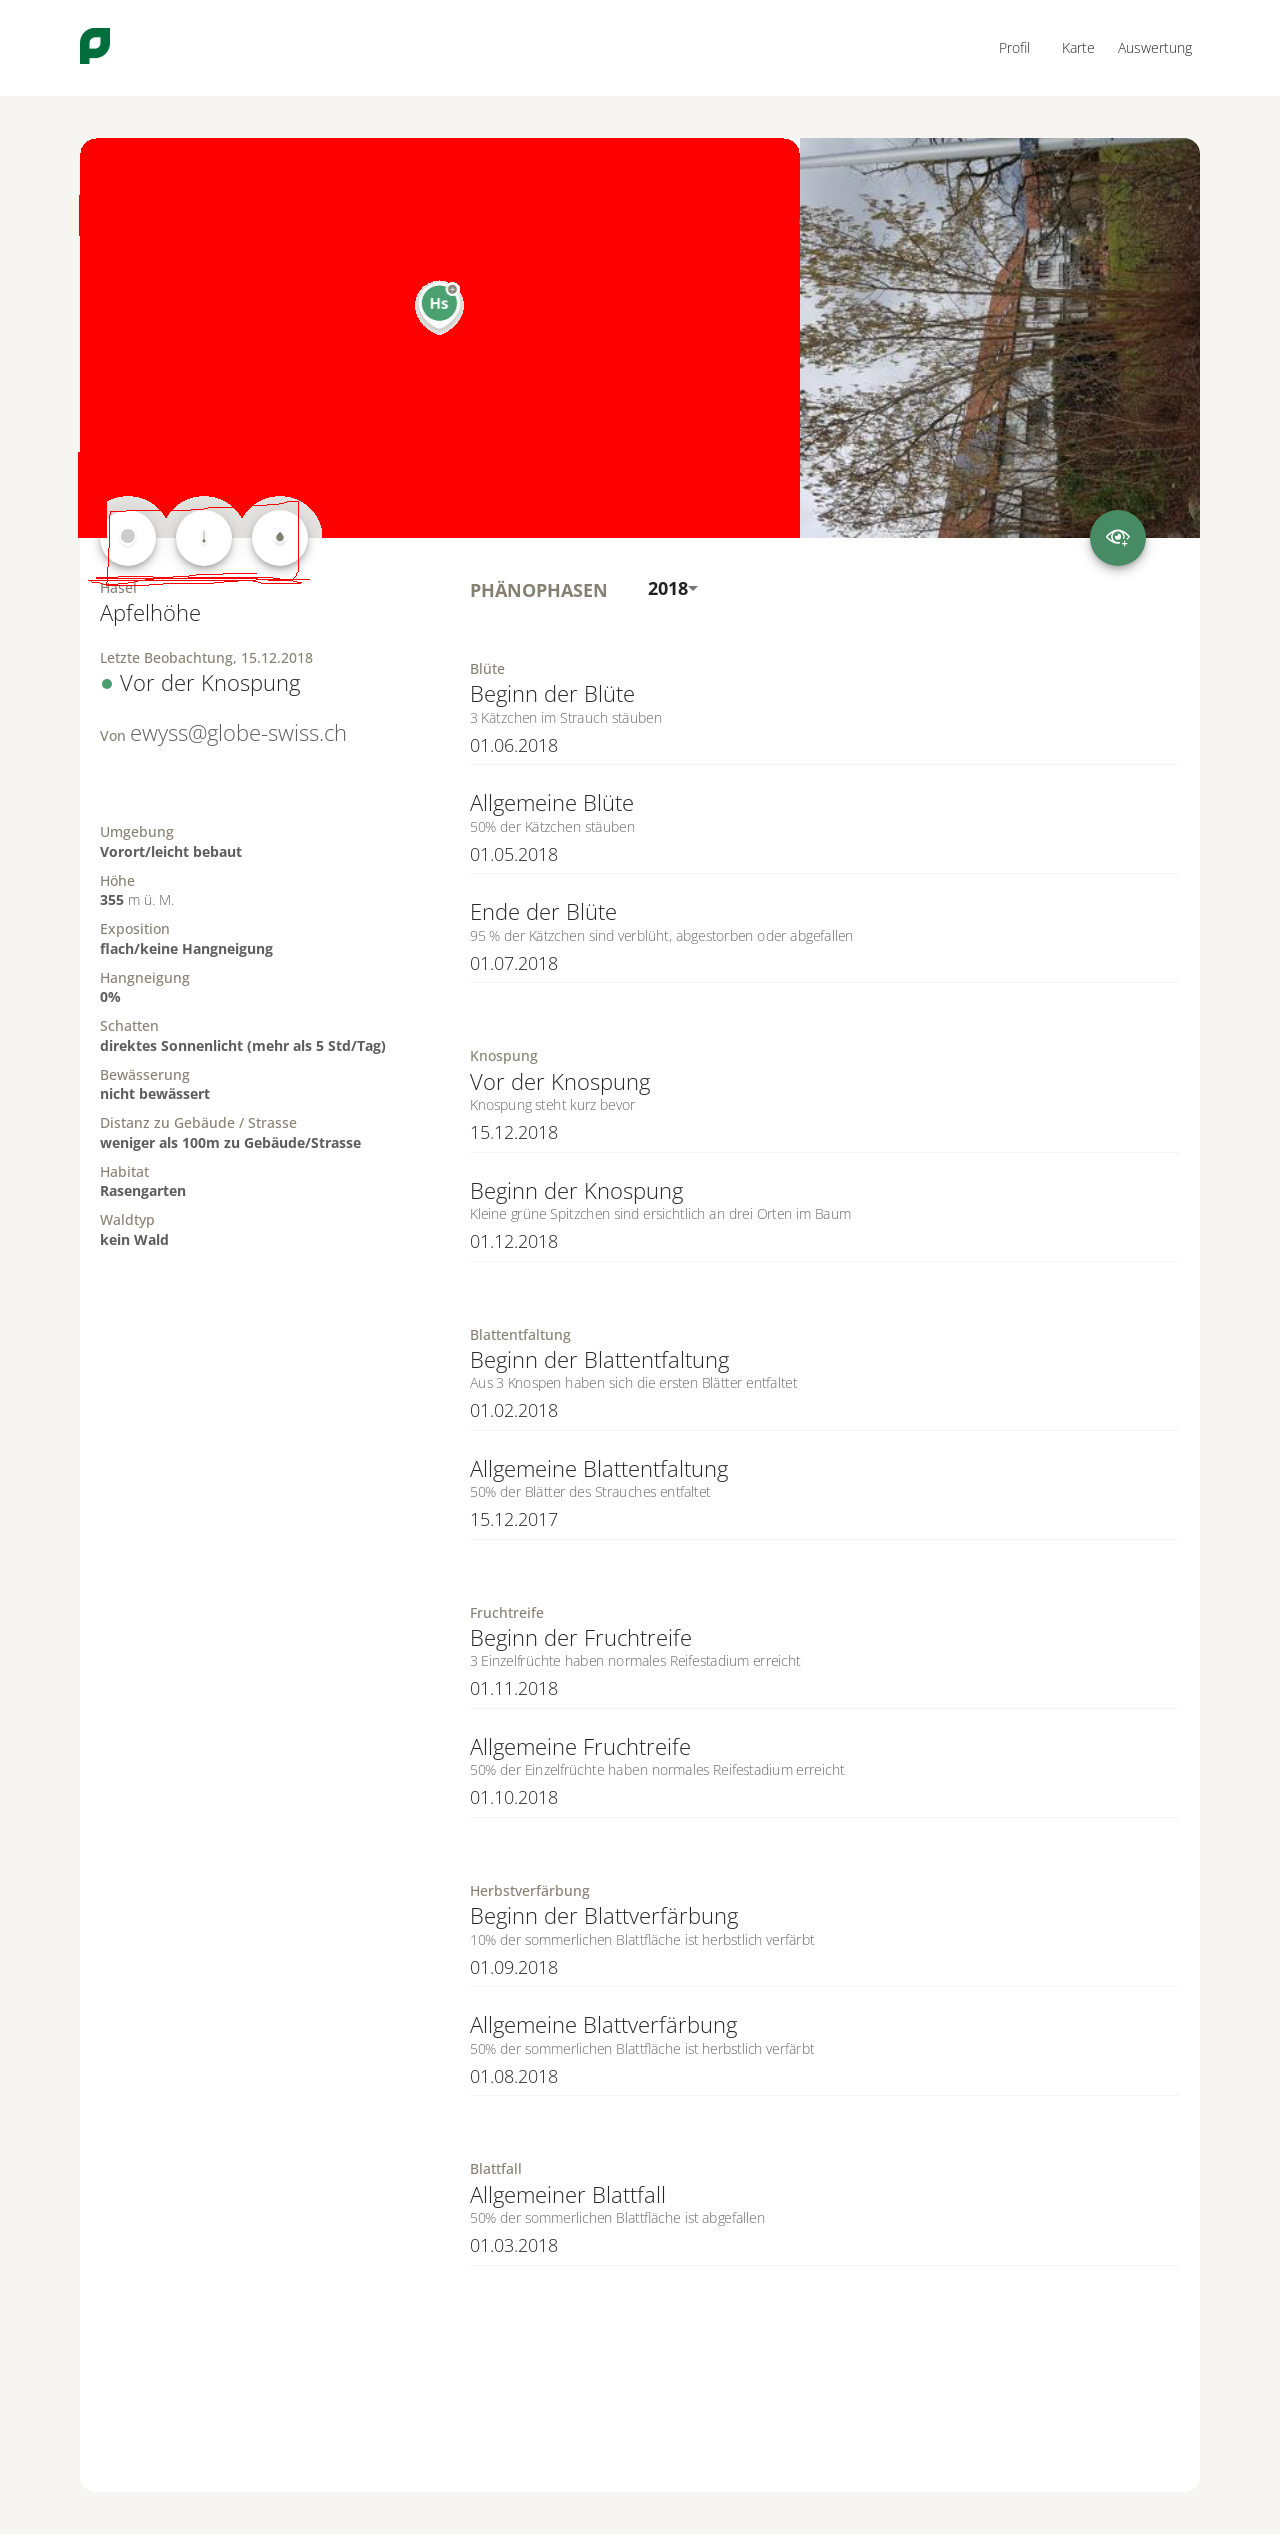 Profil Karte Auswertung
Hs
Hasel
Apfelhöhe
Letzte Beobachtung, 15.12.2018
Vor der Knospung
Von ewyss@globe-swiss.ch
Umgebung
Vorort/leicht bebaut
Höhe
355 m ü. M.
Exposition
flach/keine Hangneigung
Hangneigung
0%
Schatten
direktes Sonnenlicht (mehr als 5 Std/Tag)
Bewässerung
nicht bewässert
Distanz zu Gebäude / Strasse
weniger als 100m zu Gebäude/Strasse
Habitat
Rasengarten
Waldtyp
kein Wald
PHÄNOPHASEN 2018
Blüte
Beginn der Blüte
3 Kätzchen im Strauch stäuben
01.06.2018
Allgemeine Blüte
50% der Kätzchen stäuben
01.05.2018
Ende der Blüte
95 % der Kätzchen sind verblüht, abgestorben oder abgefallen
01.07.2018
Knospung
Vor der Knospung
Knospung steht kurz bevor
15.12.2018
Beginn der Knospung
Kleine grüne Spitzchen sind ersichtlich an drei Orten im Baum
01.12.2018
Blattentfaltung
Beginn der Blattentfaltung
Aus 3 Knospen haben sich die ersten Blätter entfaltet
01.02.2018
Allgemeine Blattentfaltung
50% der Blätter des Strauches entfaltet
15.12.2017
Fruchtreife
Beginn der Fruchtreife
3 Einzelfrüchte haben normales Reifestadium erreicht
01.11.2018
Allgemeine Fruchtreife
50% der Einzelfrüchte haben normales Reifestadium erreicht
01.10.2018
Herbstverfärbung
Beginn der Blattverfärbung
10% der sommerlichen Blattfläche ist herbstlich verfärbt
01.09.2018
Allgemeine Blattverfärbung
50% der sommerlichen Blattfläche ist herbstlich verfärbt
01.08.2018
Blattfall
Allgemeiner Blattfall
50% der sommerlichen Blattfläche ist abgefallen
01.03.2018